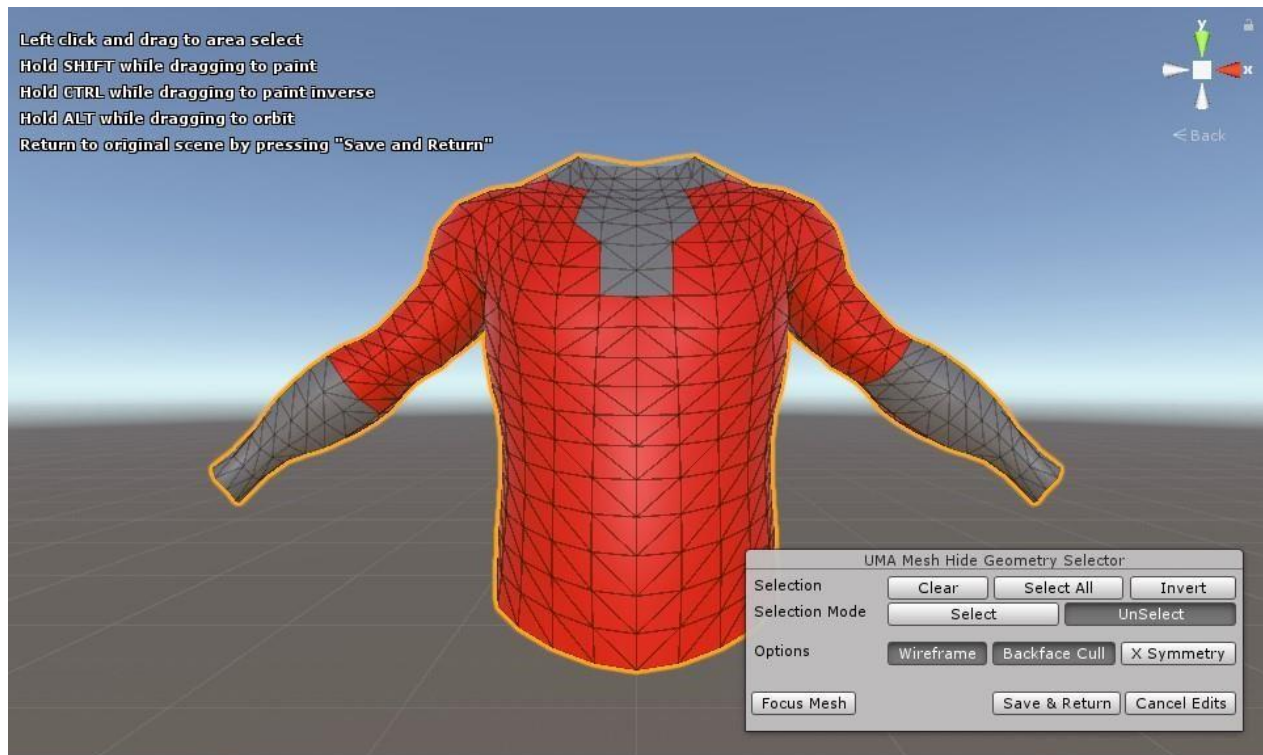 Left click and drag to area select
Hold SHIFT while dragging to paint
Hold CTRL while dragging to paint inverse
Hold ALT while dragging to orbit
Return to original scene by pressing "Save and Return"
y
x
< Back
UMA Mesh Hide Geometry Selector
Selection Clear Select All Invert
Selection Mode Select UnSelect
Options Wireframe Backface Cull X Symmetry
Focus Mesh Save & Return Cancel Edits